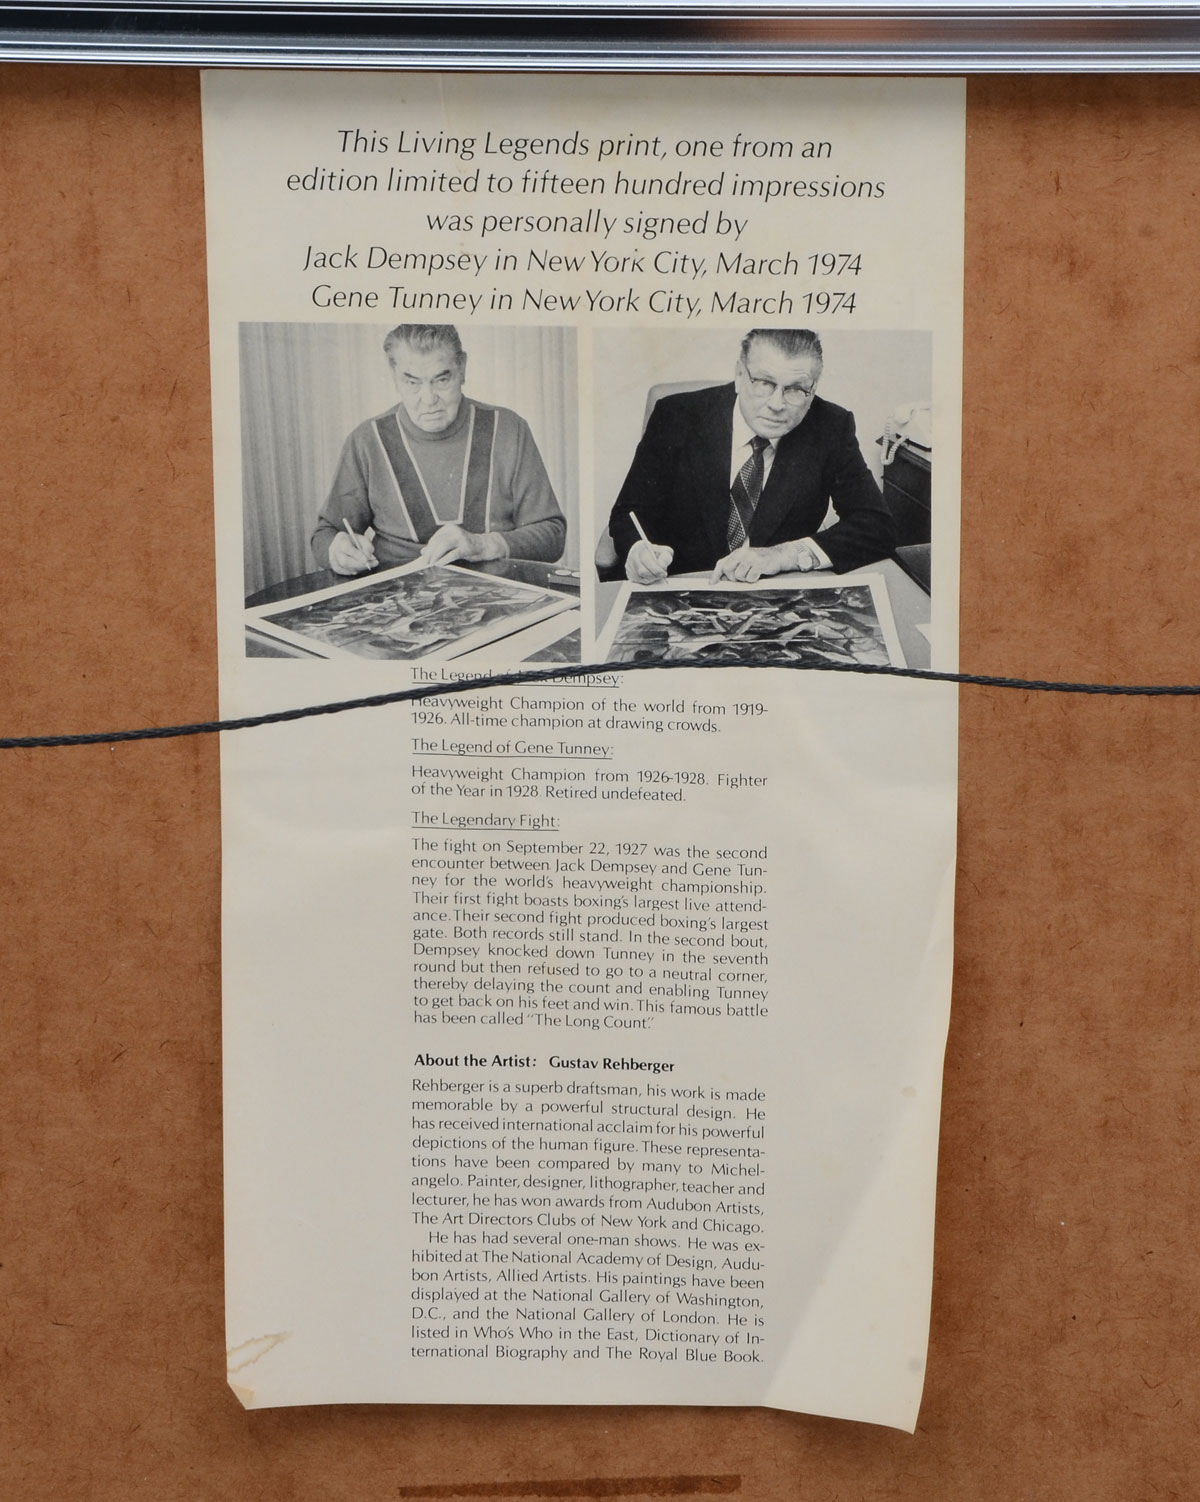 This Living Legends print, one from an
edition limited to fifteen hundred impressions
was personally signed by
Jack Dempsey in New York City, March 1974
Gene Tunney in New York City, March 1974
The Legend of Jack Dempsey:
Heavyweight Champion of the world from 1919-
1926. All-time champion at drawing crowds.
The Legend of Gene Tunney:
Heavyweight Champion from 1926-1928. Fighter
of the Year in 1928. Retired undefeated.
The Legendary Fight:
The fight on September 22, 1927 was the second
encounter between Jack Dempsey and Gene Tun-
ney for the world's heavyweight championship.
Their first fight boasts boxing's largest live attend-
ance. Their second fight produced boxing's largest
gate. Both records still stand. In the second bout,
Dempsey knocked down Tunney in the seventh
round but then refused to go to a neutral corner,
thereby delaying the count and enabling Tunney
to get back on his feet and win. This famous battle
has been called "The Long Count."
About the Artist: Gustav Rehberger
Rehberger is a superb draftsman, his work is made
memorable by a powerful structural design. He
has received international acclaim for his powerful
depictions of the human figure. These representa-
tions have been compared by many to Michel-
angelo. Painter, designer, lithographer, teacher and
lecturer, he has won awards from Audubon Artists,
The Art Directors Clubs of New York and Chicago.
He has had several one-man shows. He was ex-
hibited at The National Academy of Design, Audu-
bon Artists, Allied Artists. His paintings have been
displayed at the National Gallery of Washington,
D.C., and the National Gallery of London. He is
listed in Who's Who in the East, Dictionary of In-
ternational Biography and The Royal Blue Book.